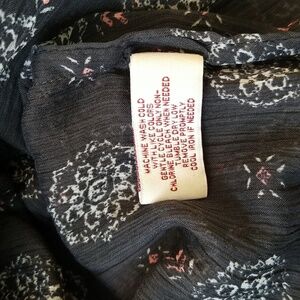 MACHINE WASH COLD
WITH LIKE COLORS
GENTLE CYCLE ONLY NON-
CHLORINE BLEACH WHEN NEEDED
TUMBLE DRY LOW
REMOVE PROMPTLY
COOL IRON IF NEEDED